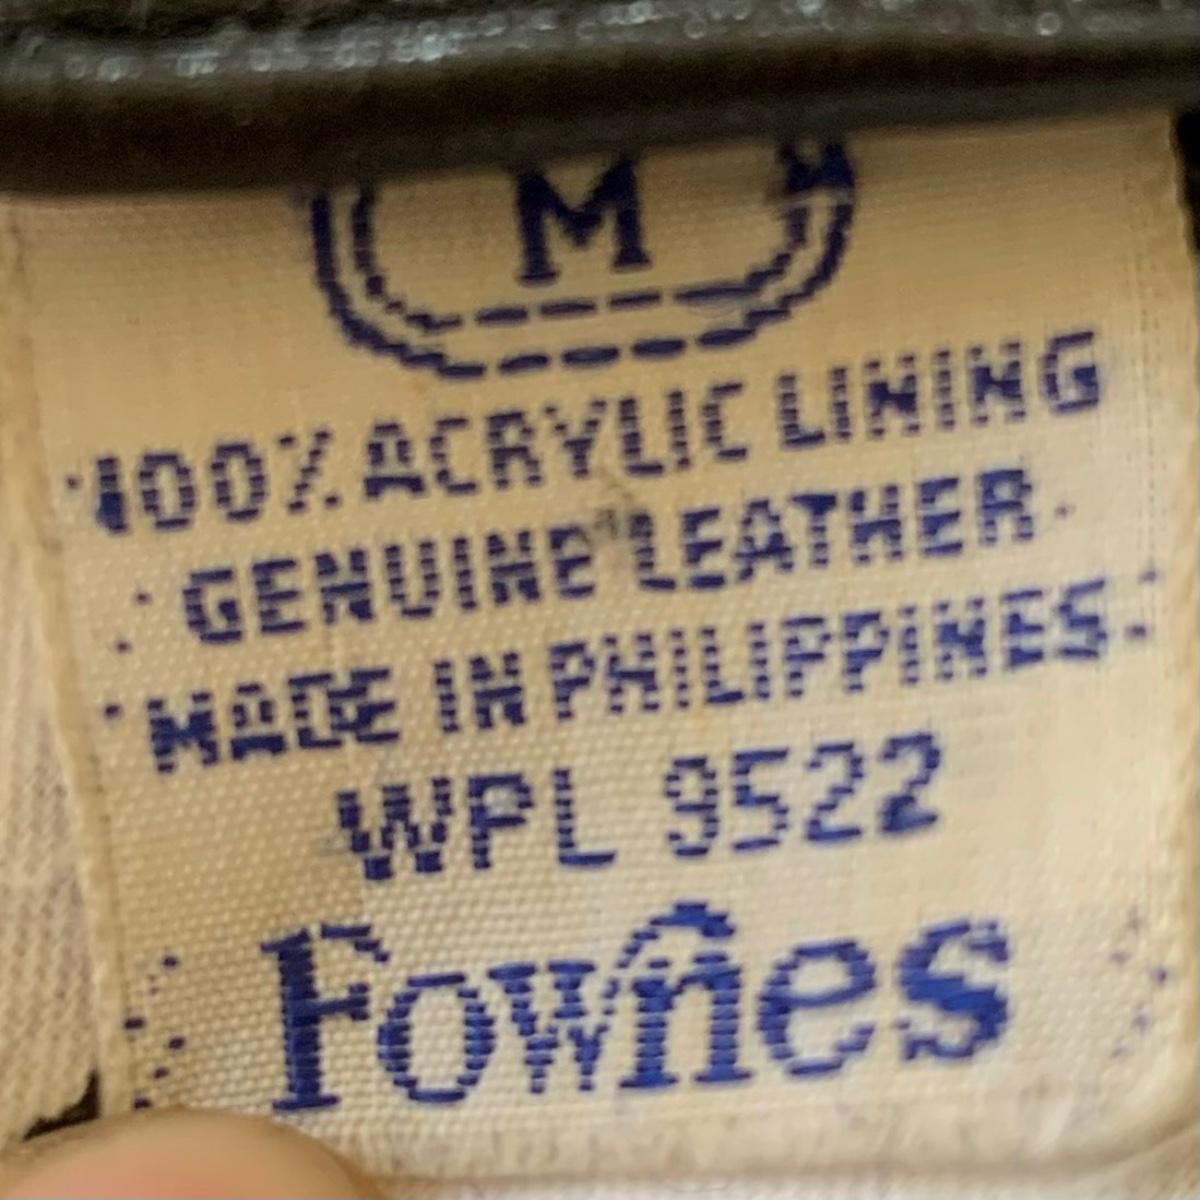 M
100% ACRYLIC LINING
GENUINE LEATHER
MADE IN PHILIPPINES
WPL 9522
Fownes